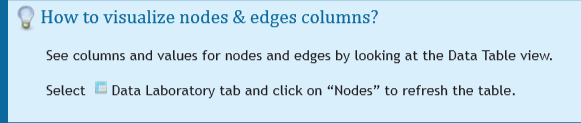 How to visualize nodes & edges columns?
See columns and values for nodes and edges by looking at the Data Table view.
Select Data Laboratory tab and click on “Nodes” to refresh the table.